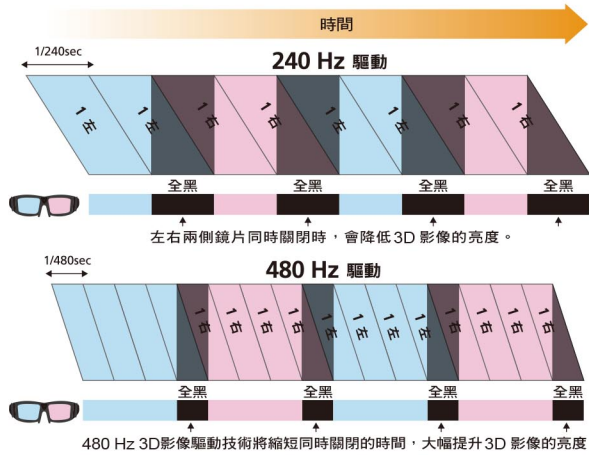 時間
1/240sec
240 Hz 驅動
1左 1左 1右 1右 1左 1左 1右 1右
全黑 全黑 全黑 全黑
左右兩側鏡片同時關閉時，會降低3D 影像的亮度。
1/480sec
480 Hz 驅動
1右 1右 1右 1右 1左 1左 1左 1左 1右 1右 1右 1右
全黑 全黑 全黑 全黑
480 Hz 3D影像驅動技術將縮短同時關閉的時間，大幅提升3D 影像的亮度